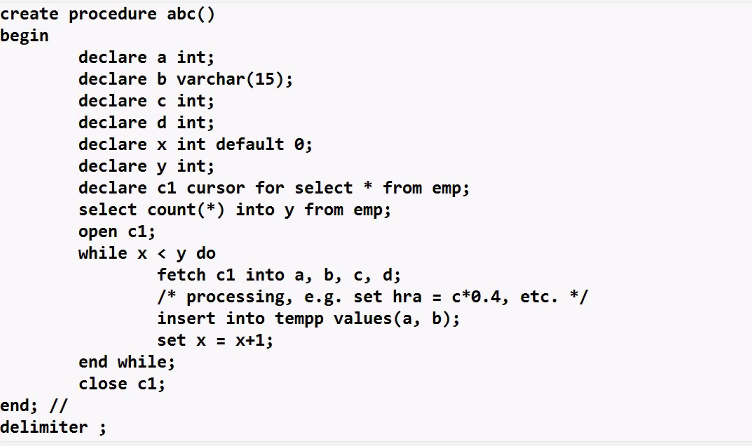 create procedure abc()
begin
declare a int;
declare b varchar(15);
declare c int;
declare d int;
declare x int default 0;
declare y int;
declare c1 cursor for select * from emp;
select count(*) into y from emp;
open c1;
while x < y do
fetch c1 into a, b, c, d;
/* processing, e.g. set hra = c*0.4, etc. */
insert into tempp values(a, b);
set x = x+1;
end while;
close c1;
end; //
delimiter ;